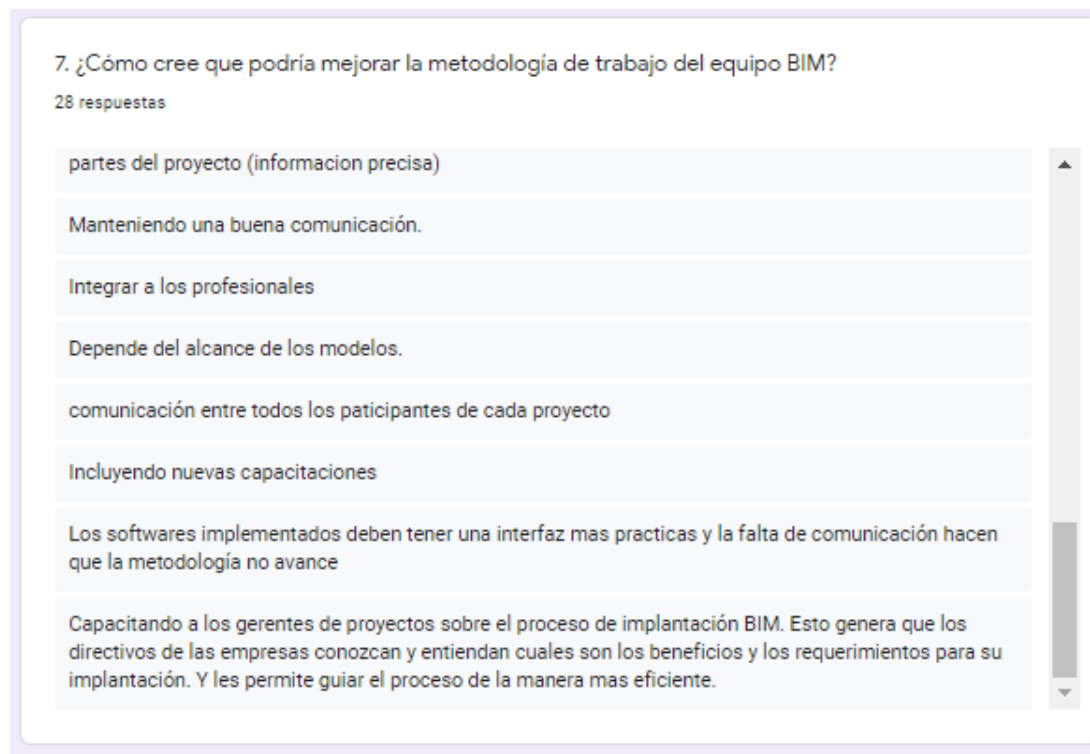 7. ¿Cómo cree que podría mejorar la metodología de trabajo del equipo BIM?
28 respuestas
partes del proyecto (informacion precisa)
Manteniendo una buena comunicación.
Integrar a los profesionales
Depende del alcance de los modelos.
comunicación entre todos los paticipantes de cada proyecto
Incluyendo nuevas capacitaciones
Los softwares implementados deben tener una interfaz mas practicas y la falta de comunicación hacen
que la metodología no avance
Capacitando a los gerentes de proyectos sobre el proceso de implantación BIM. Esto genera que los
directivos de las empresas conozcan y entiendan cuales son los beneficios y los requerimientos para su
implantación. Y les permite guiar el proceso de la manera mas eficiente.